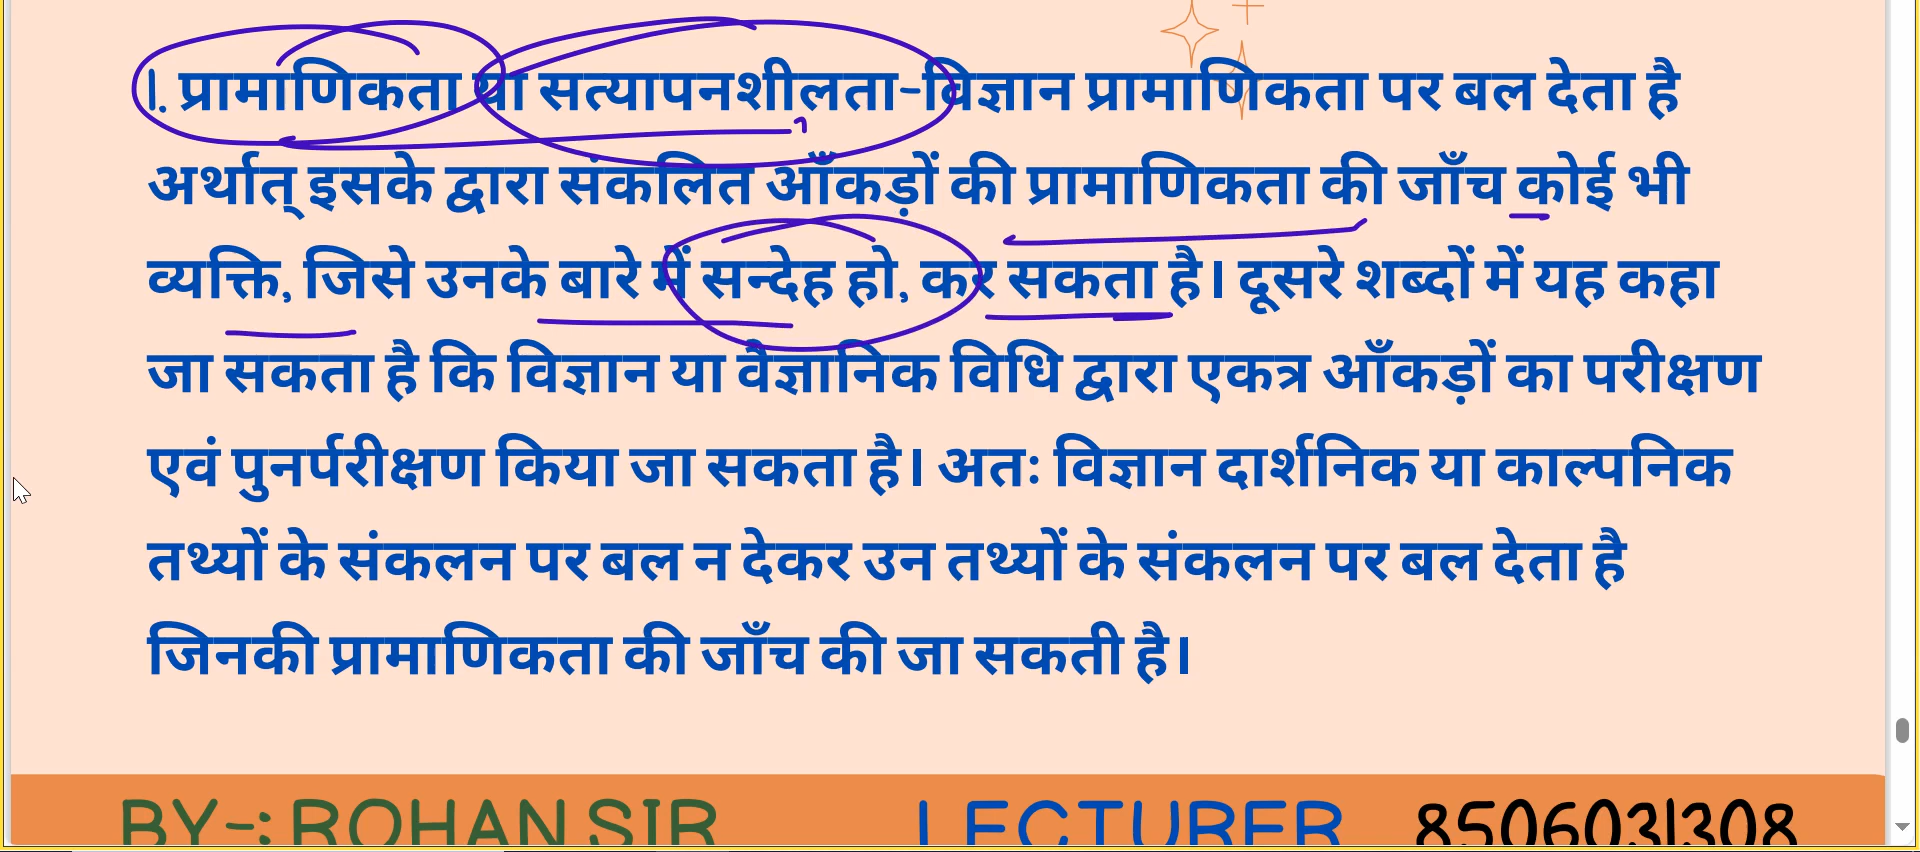 1. प्रामाणिकता या सत्यापनशीलता-विज्ञान प्रामाणिकता पर बल देता है
अर्थात् इसके द्वारा संकलित आँकड़ों की प्रामाणिकता की जाँच कोई भी
व्यक्ति, जिसे उनके बारे में सन्देह हो, कर सकता है। दूसरे शब्दों में यह कहा
जा सकता है कि विज्ञान या वैज्ञानिक विधि द्वारा एकत्र आँकड़ों का परीक्षण
एवं पुनर्परीक्षण किया जा सकता है। अतः विज्ञान दार्शनिक या काल्पनिक
तथ्यों के संकलन पर बल न देकर उन तथ्यों के संकलन पर बल देता है
जिनकी प्रामाणिकता की जाँच की जा सकती है।
BY-: ROHAN SIR LECTURER 8506031308